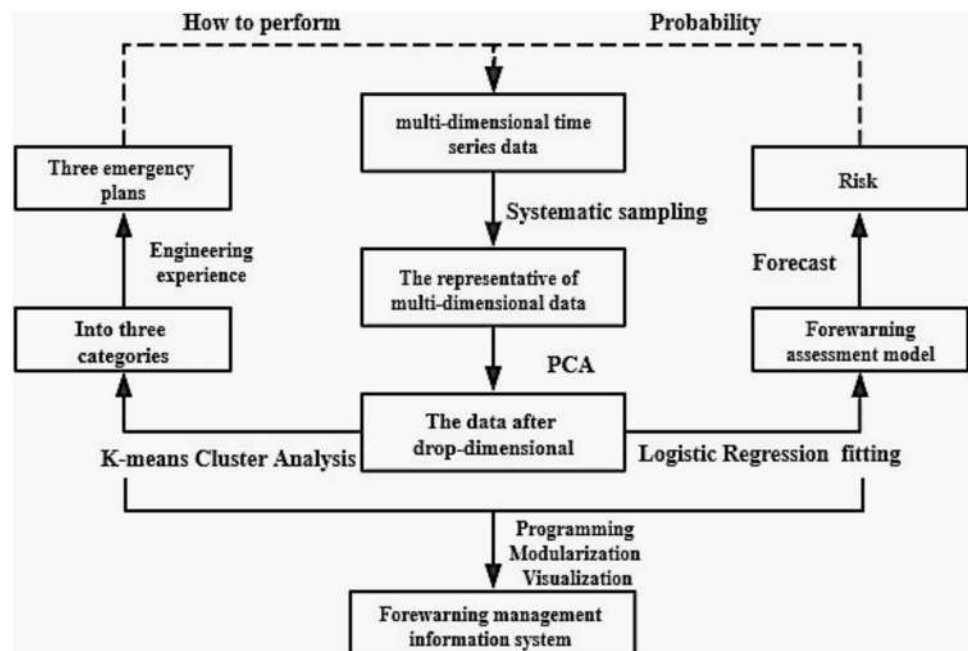 How to perform
Probability
multi-dimensional time
series data
Three emergency
plans
Risk
Systematic sampling
Engineering
experience
The representative of
multi-dimensional data
Forecast
Into three
categories
Forewarning
assessment model
PCA
The data after
drop-dimensional
K-means Cluster Analysis
Logistic Regression fitting
Programming
Modularization
Visualization
Forewarning management
information system